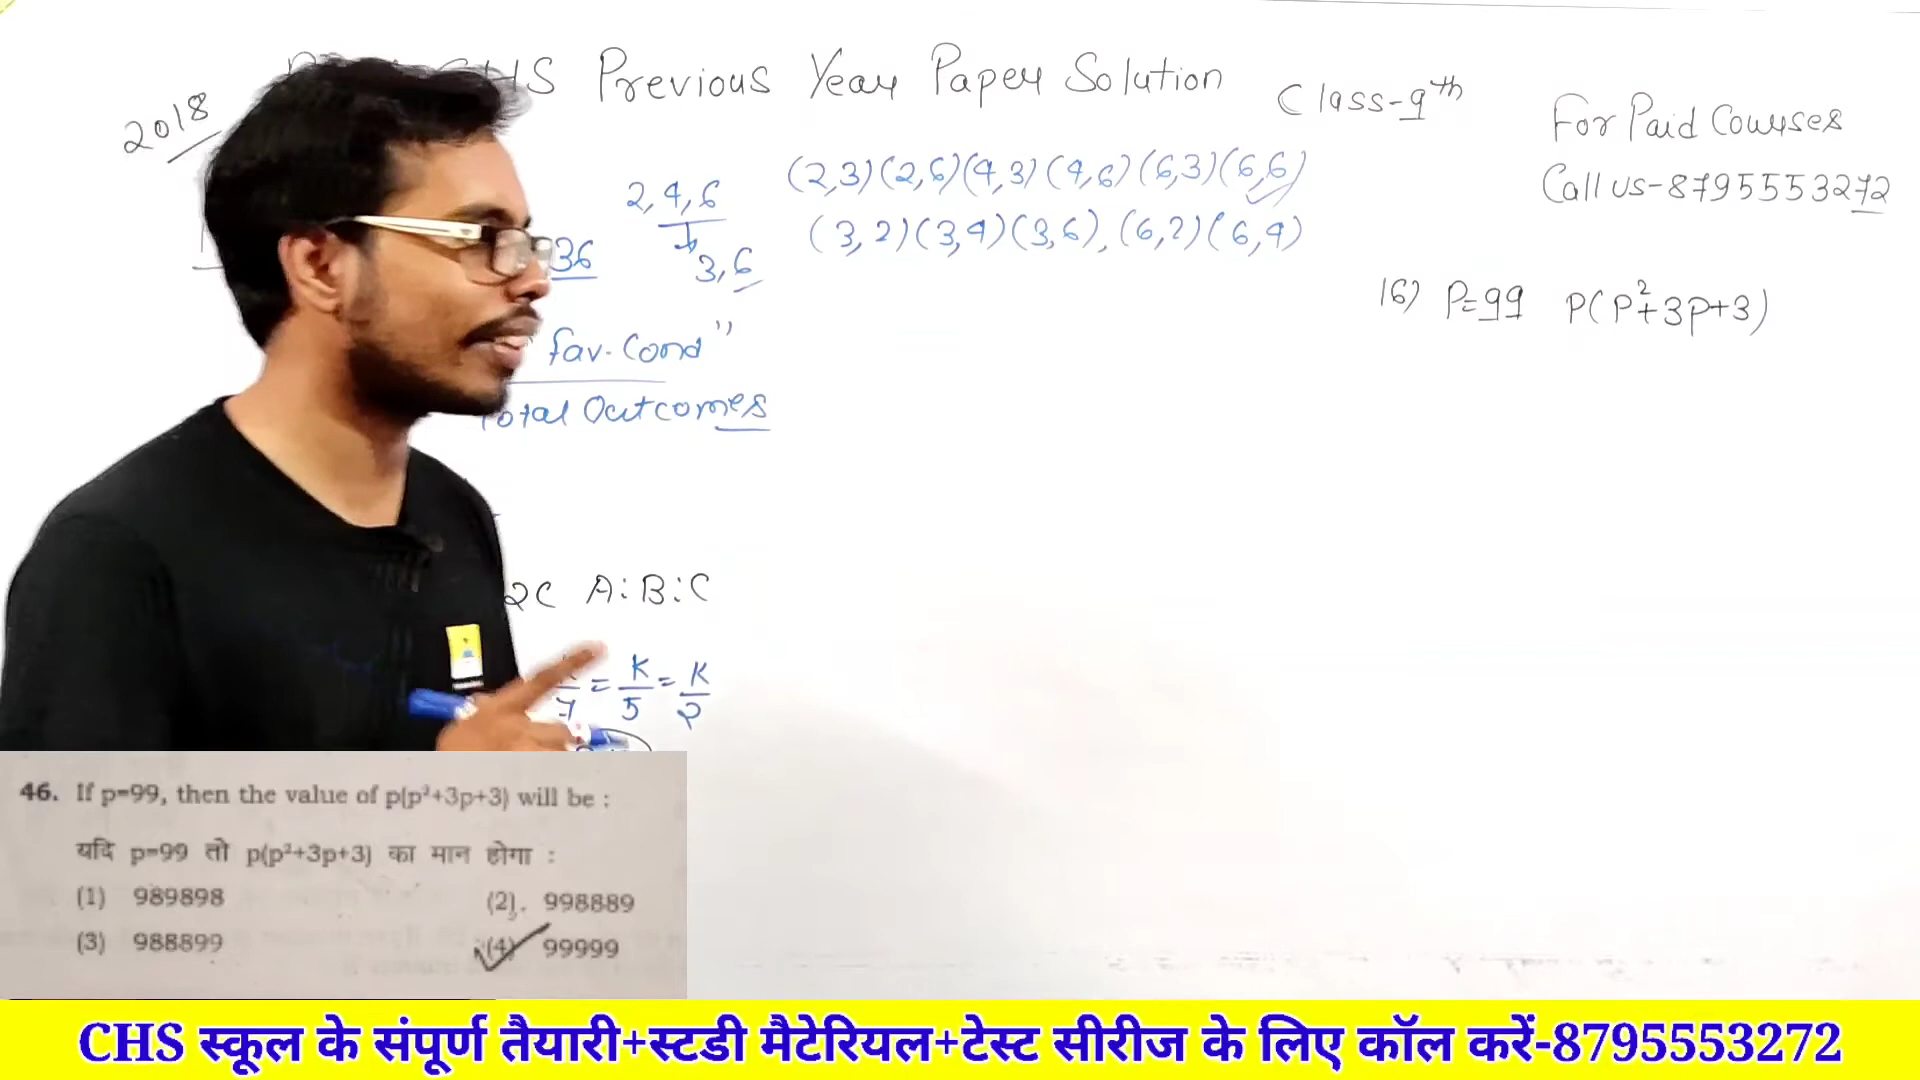 CHS Previous Year Paper Solution
Class-9th
2018
For Paid Courses
Call us-8795553272
2,4,6
3,6
36
(2,3)(2,6)(4,3)(4,6)(6,3)(6,6)
(3,2)(3,4)(3,6),(6,2)(6,4)
16) P=99 P(P²+3P+3)
fav. Cond"
Total Outcomes
2C A:B:C
K/7 = K/5 = K/2
46. If p=99, then the value of p(p²+3p+3) will be :
यदि p=99 तो p(p²+3p+3) का मान होगा :
(1) 989898 (2). 998889
(3) 988899 (4) 99999
CHS स्कूल के संपूर्ण तैयारी+स्टडी मैटेरियल+टेस्ट सीरीज के लिए कॉल करें-8795553272